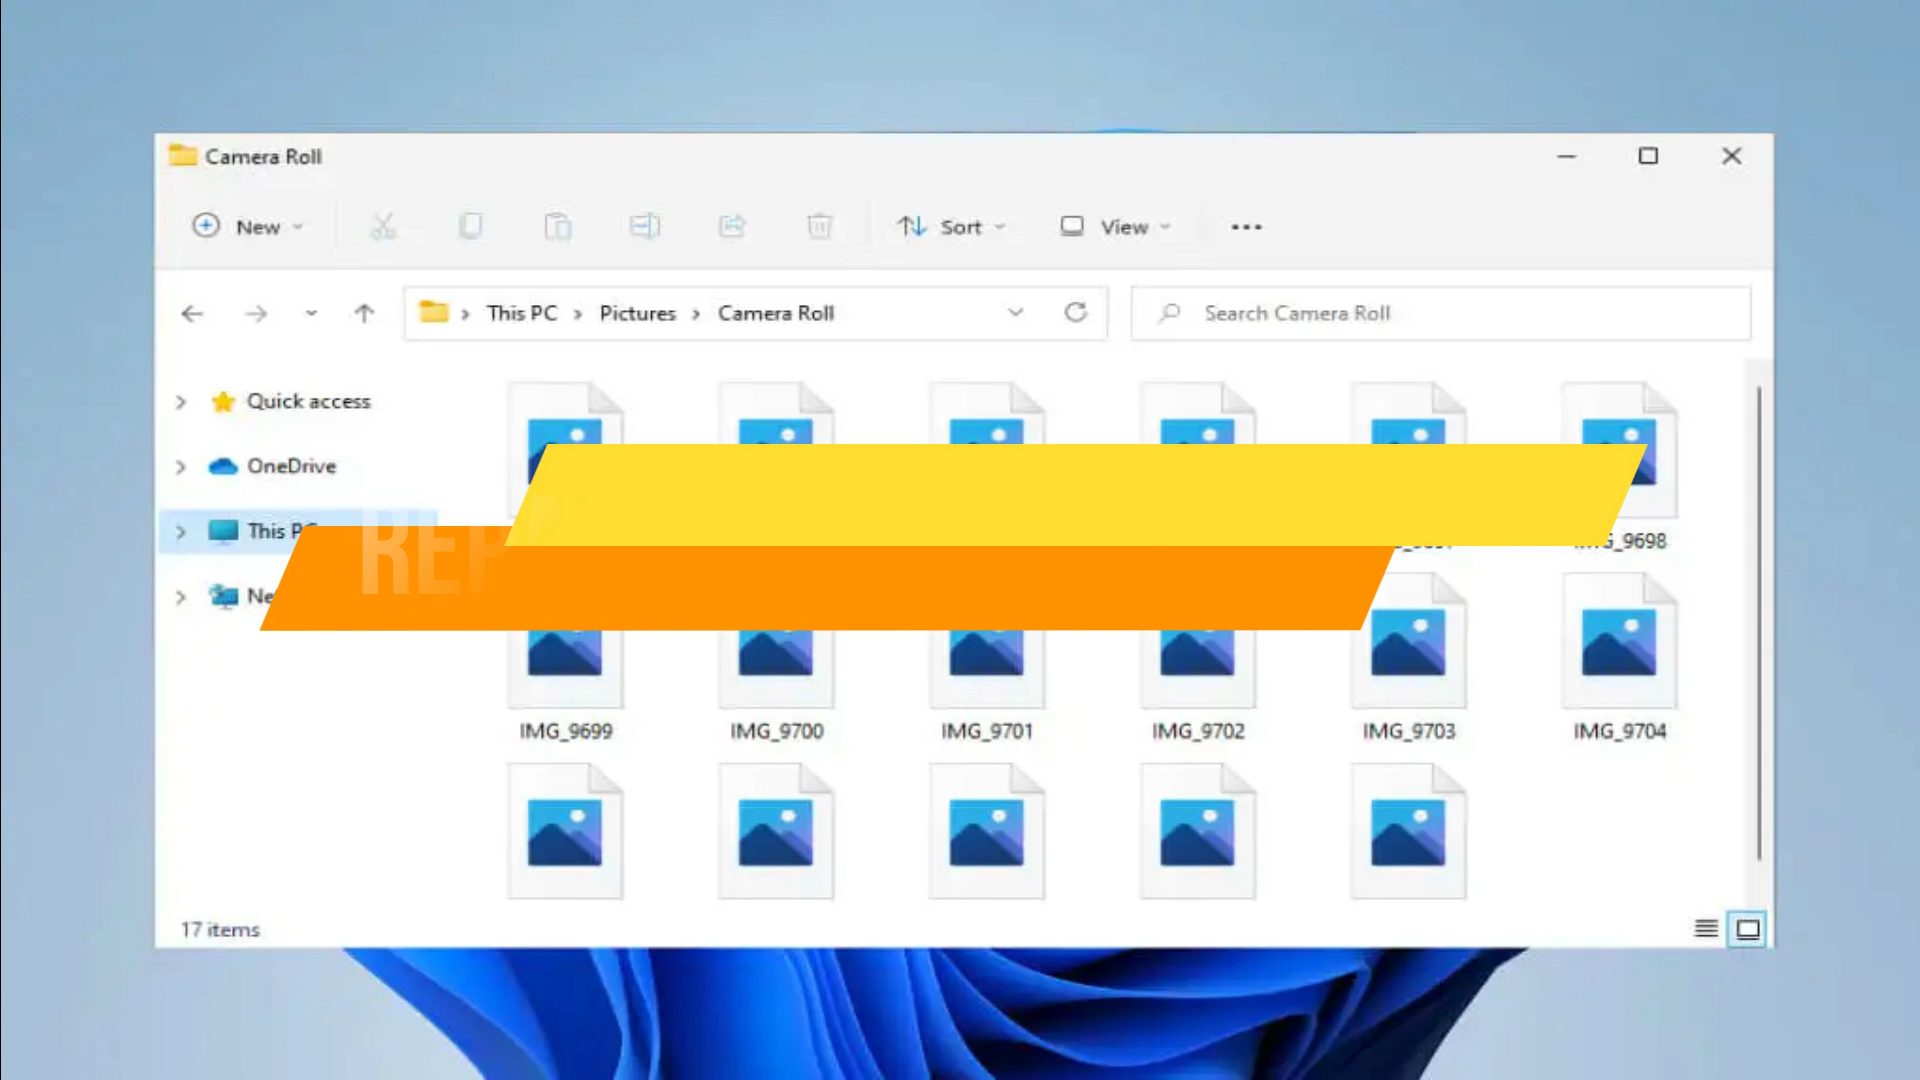 Camera Roll
New
Sort
View
This PC > Pictures > Camera Roll
Search Camera Roll
Quick access
OneDrive
This
IMG_9699
IMG_9700
IMG_9701
IMG_9702
IMG_9703
IMG_9704
17 items